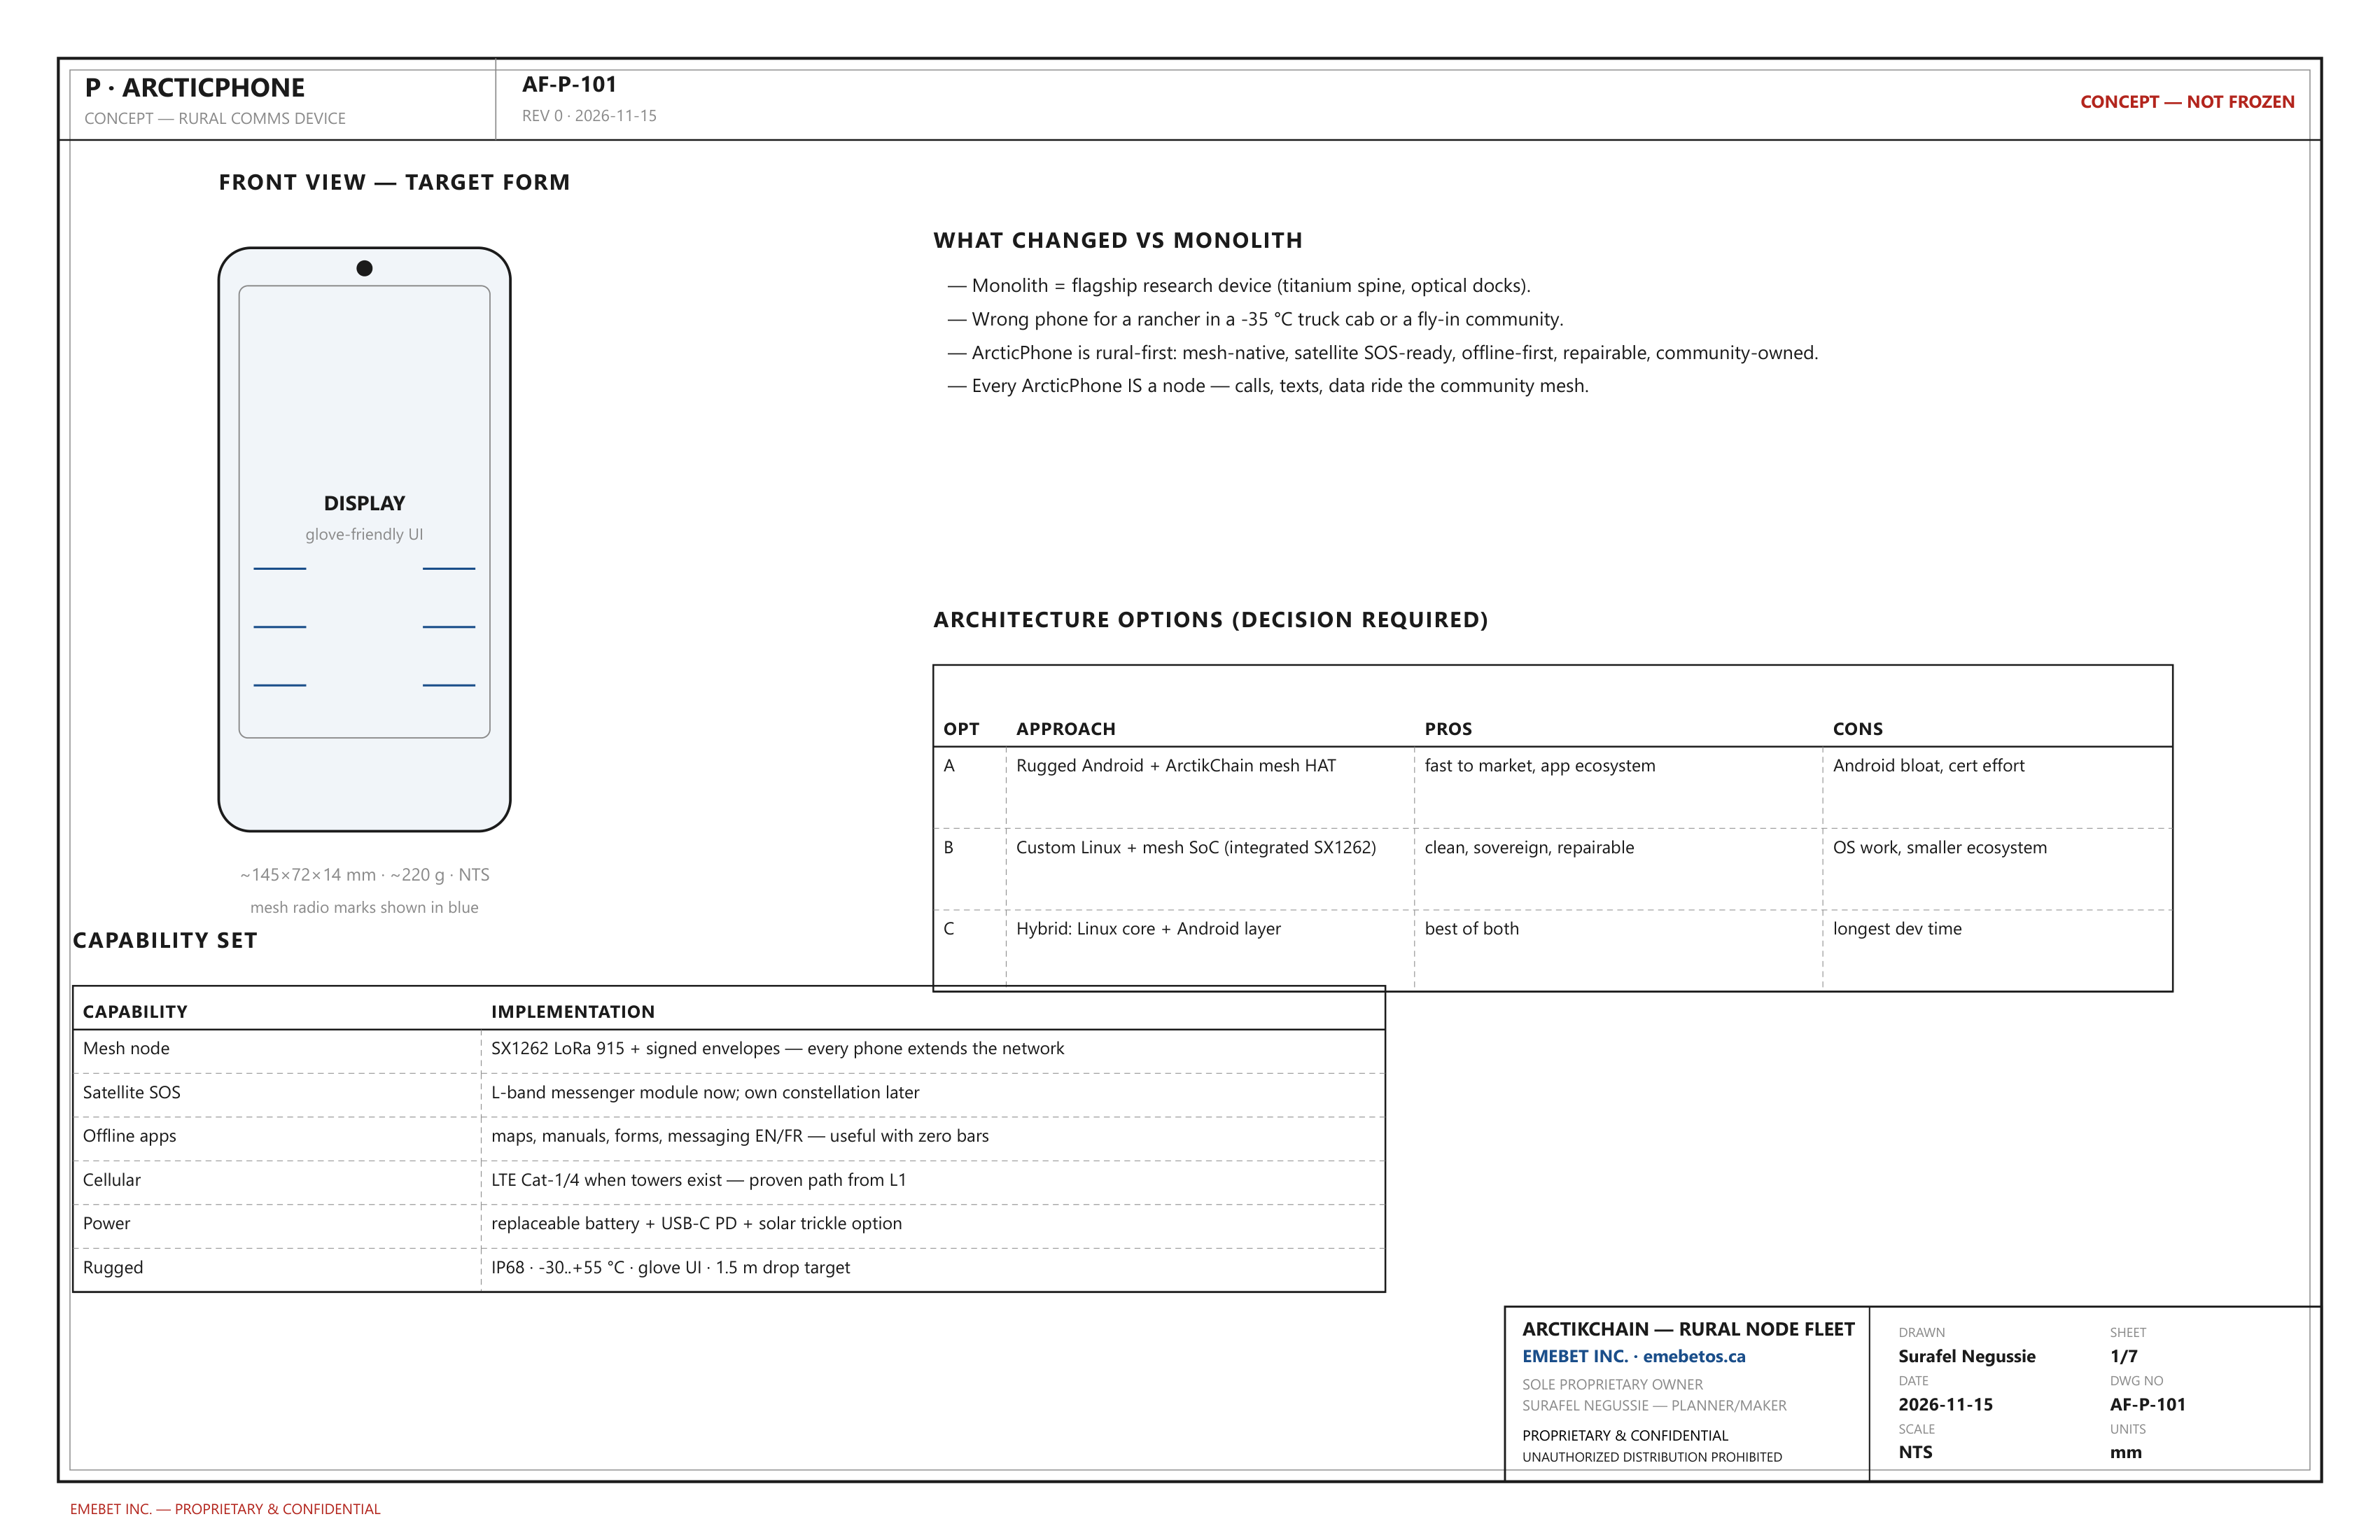 P · ARCTICPHONE
CONCEPT — RURAL COMMS DEVICE
AF-P-101
REV 0 · 2026-11-15
CONCEPT — NOT FROZEN
FRONT VIEW — TARGET FORM
DISPLAY
glove-friendly UI
~145×72×14 mm · ~220 g · NTS
mesh radio marks shown in blue
WHAT CHANGED VS MONOLITH
— Monolith = flagship research device (titanium spine, optical docks).
— Wrong phone for a rancher in a -35 °C truck cab or a fly-in community.
— ArcticPhone is rural-first: mesh-native, satellite SOS-ready, offline-first, repairable, community-owned.
— Every ArcticPhone IS a node — calls, texts, data ride the community mesh.
ARCHITECTURE OPTIONS (DECISION REQUIRED)
OPT APPROACH PROS CONS
A Rugged Android + ArctikChain mesh HAT fast to market, app ecosystem Android bloat, cert effort
B Custom Linux + mesh SoC (integrated SX1262) clean, sovereign, repairable OS work, smaller ecosystem
C Hybrid: Linux core + Android layer best of both longest dev time
CAPABILITY SET
CAPABILITY IMPLEMENTATION
Mesh node SX1262 LoRa 915 + signed envelopes — every phone extends the network
Satellite SOS L-band messenger module now; own constellation later
Offline apps maps, manuals, forms, messaging EN/FR — useful with zero bars
Cellular LTE Cat-1/4 when towers exist — proven path from L1
Power replaceable battery + USB-C PD + solar trickle option
Rugged IP68 · -30..+55 °C · glove UI · 1.5 m drop target
ARCTIKCHAIN — RURAL NODE FLEET
EMEBET INC. · emebetos.ca
SOLE PROPRIETARY OWNER
SURAFEL NEGUSSIE — PLANNER/MAKER
PROPRIETARY & CONFIDENTIAL
UNAUTHORIZED DISTRIBUTION PROHIBITED
DRAWN SHEET
Surafel Negussie 1/7
DATE DWG NO
2026-11-15 AF-P-101
SCALE UNITS
NTS mm
EMEBET INC. — PROPRIETARY & CONFIDENTIAL